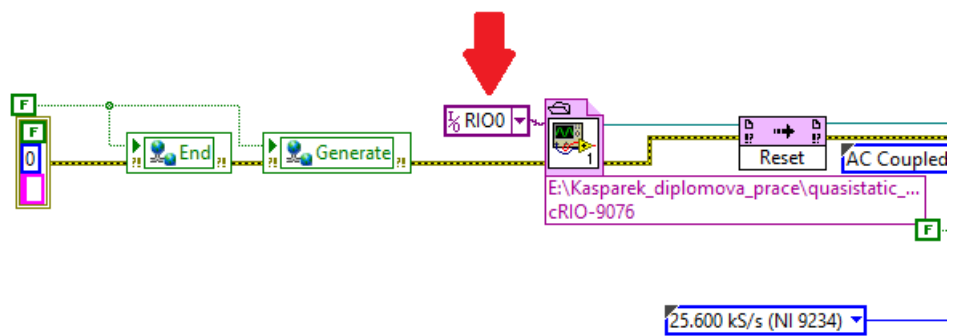 F
F
0
End
Generate
I/O RIO0
1
Reset
AC Coupled
E:\Kasparek_diplomova_prace\quasistatic_...
cRIO-9076
F
25.600 kS/s (NI 9234)